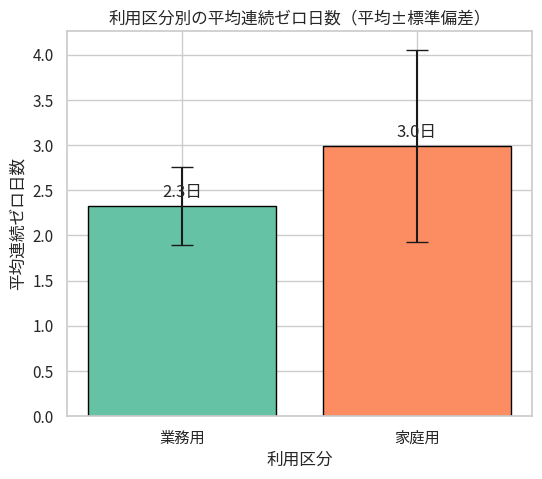 利用区分別の平均連続ゼロ日数（平均±標準偏差）
平均連続ゼロ日数
4.0
3.5
3.0
2.5
2.0
1.5
1.0
0.5
0.0
2.3日
3.0日
業務用
家庭用
利用区分